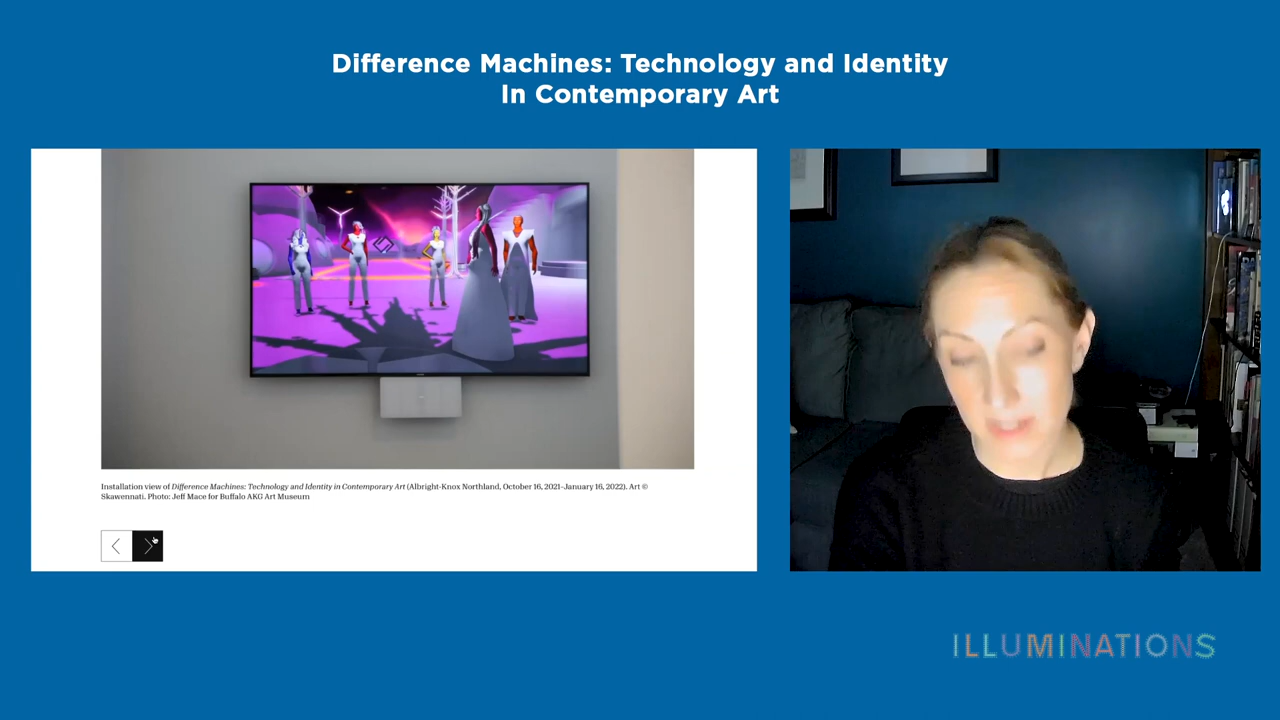 Difference Machines: Technology and Identity
In Contemporary Art
Installation view of Difference Machines: Technology and Identity in Contemporary Art (Albright-Knox Northland, October 16, 2021–January 16, 2022). Art ©
Skawennati. Photo: Jeff Mace for Buffalo AKG Art Museum
ILLUMINATIONS